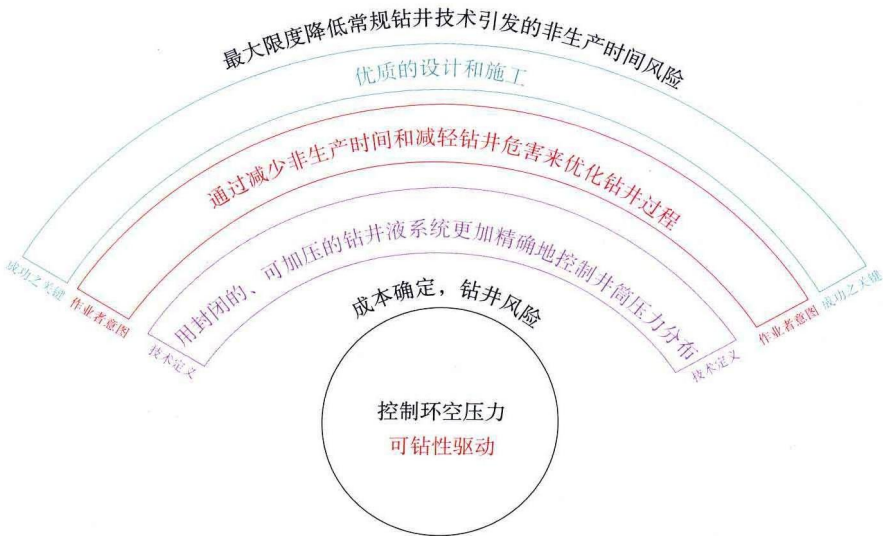 最大限度降低常规钻井技术引发的非生产时间风险
优质的设计和施工
通过减少非生产时间和减轻钻井危害来优化钻井过程
用封闭的、可加压的钻井液系统更加精确地控制井筒压力分布
成功之关键
作业者意图
技术定义
技术定义
作业者意图
成功之关键
成本确定，钻井风险
控制环空压力
可钻性驱动